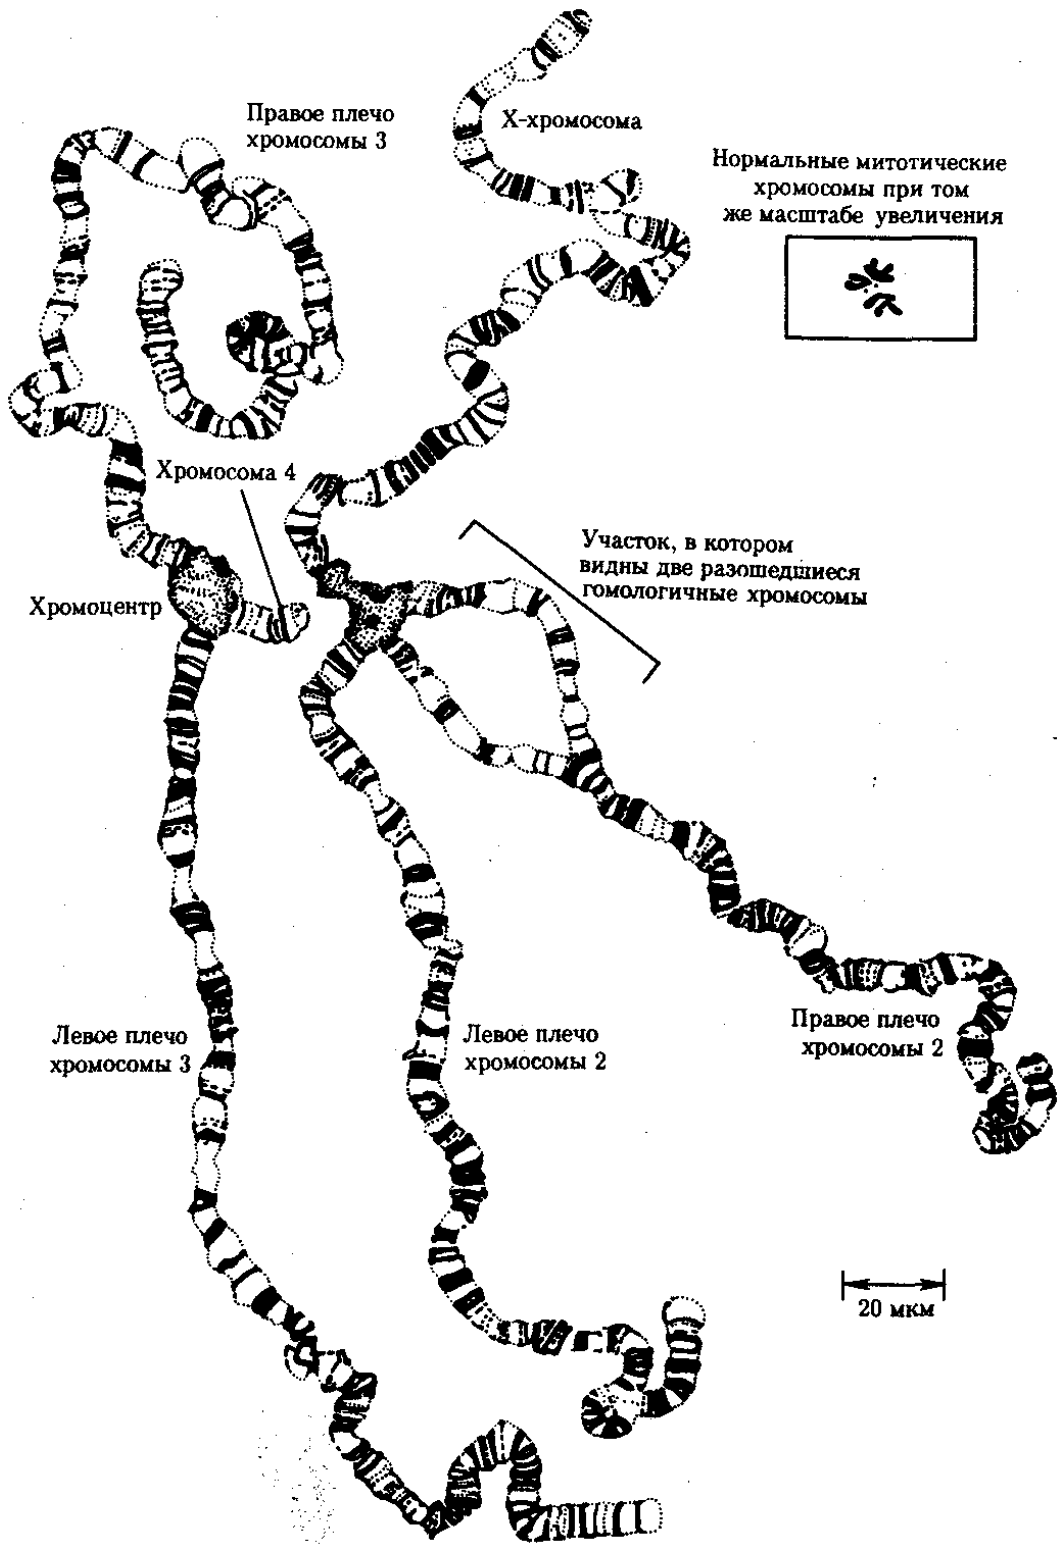 Правое плечо
хромосомы 3
Х-хромосома
Нормальные митотические
хромосомы при том
же масштабе увеличения
Хромосома 4
Участок, в котором
видны две разошедшиеся
гомологичные хромосомы
Хромоцентр
Левое плечо
хромосомы 3
Левое плечо
хромосомы 2
Правое плечо
хромосомы 2
20 мкм